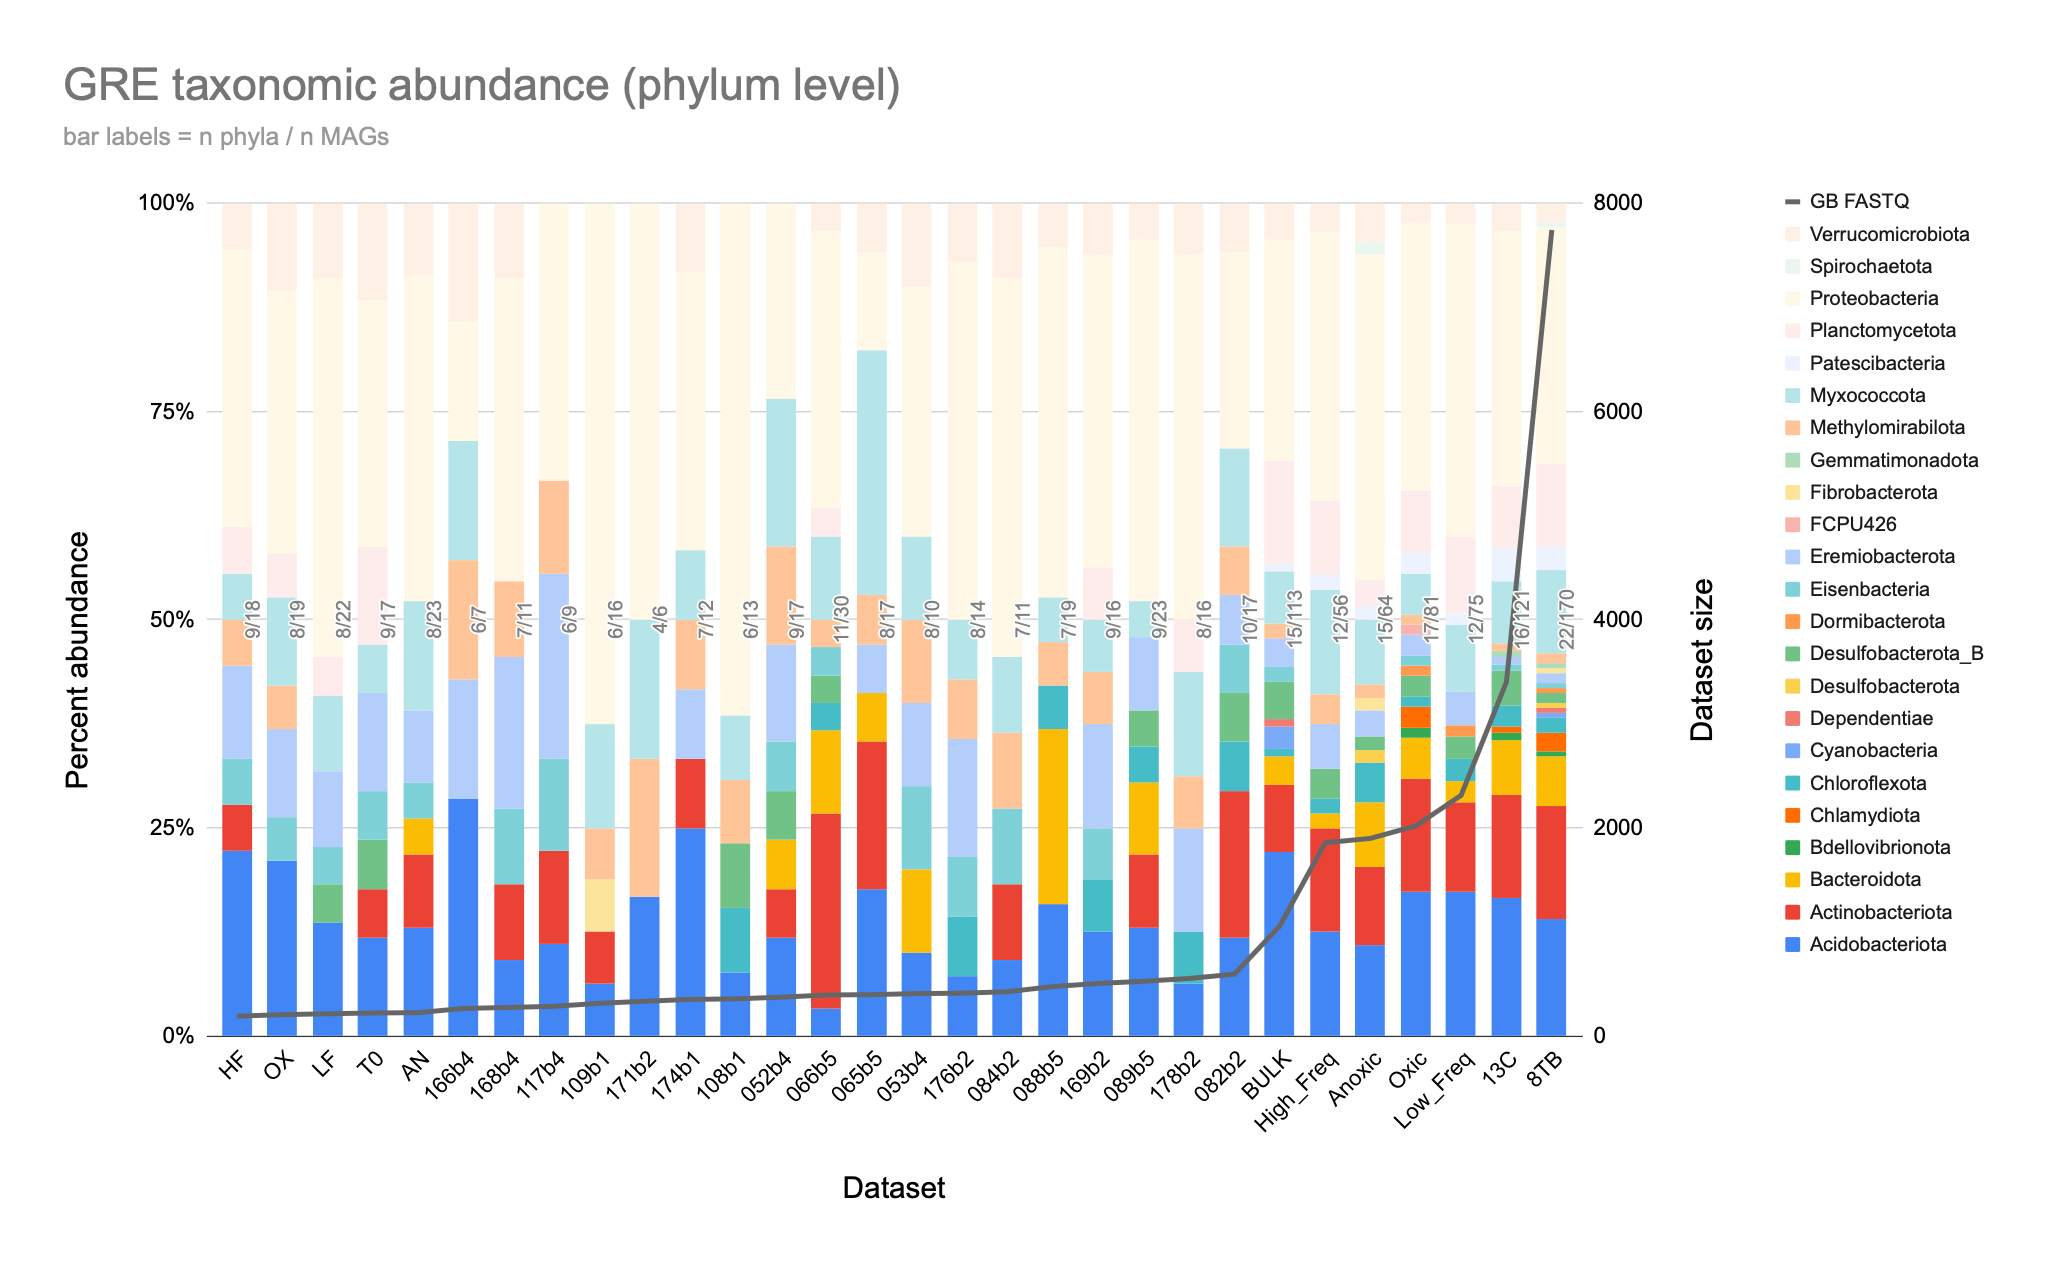 GRE taxonomic abundance (phylum level)
bar labels = n phyla / n MAGs
Percent abundance
100%
75%
50%
25%
0%
9/18
8/19
8/22
9/17
8/23
6/7
7/11
6/9
6/16
4/6
7/12
6/13
9/17
11/30
8/17
8/10
8/14
7/11
7/19
9/16
9/23
8/16
10/17
15/113
12/56
15/64
17/81
12/75
16/121
22/170
HF
OX
LF
T0
AN
166b4
168b4
117b4
109b1
171b2
174b1
108b1
052b4
066b5
065b5
053b4
176b2
084b2
088b5
169b2
089b5
178b2
082b2
BULK
High_Freq
Anoxic
Oxic
Low_Freq
13C
8TB
Dataset
8000
6000
4000
2000
0
Dataset size
GB FASTQ
Verrucomicrobiota
Spirochaetota
Proteobacteria
Planctomycetota
Patescibacteria
Myxococcota
Methylomirabilota
Gemmatimonadota
Fibrobacterota
FCPU426
Eremiobacterota
Eisenbacteria
Dormibacterota
Desulfobacterota_B
Desulfobacterota
Dependentiae
Cyanobacteria
Chloroflexota
Chlamydiota
Bdellovibrionota
Bacteroidota
Actinobacteriota
Acidobacteriota